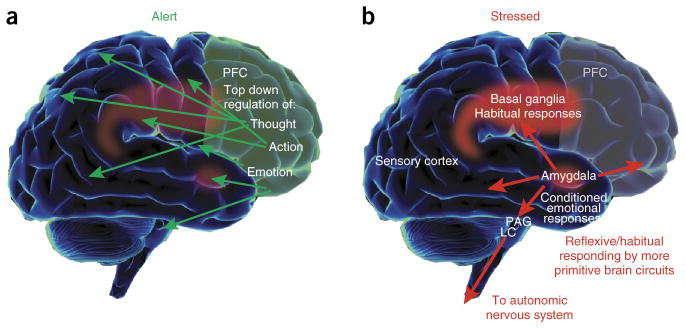 a
Alert
PFC
Top down
regulation of:
Thought
Action
Emotion
b
Stressed
PFC
Basal ganglia
Habitual responses
Sensory cortex
Amygdala
Conditioned
emotional
responses
PAG
LC
Reflexive/habitual
responding by more
primitive brain circuits
To autonomic
nervous system